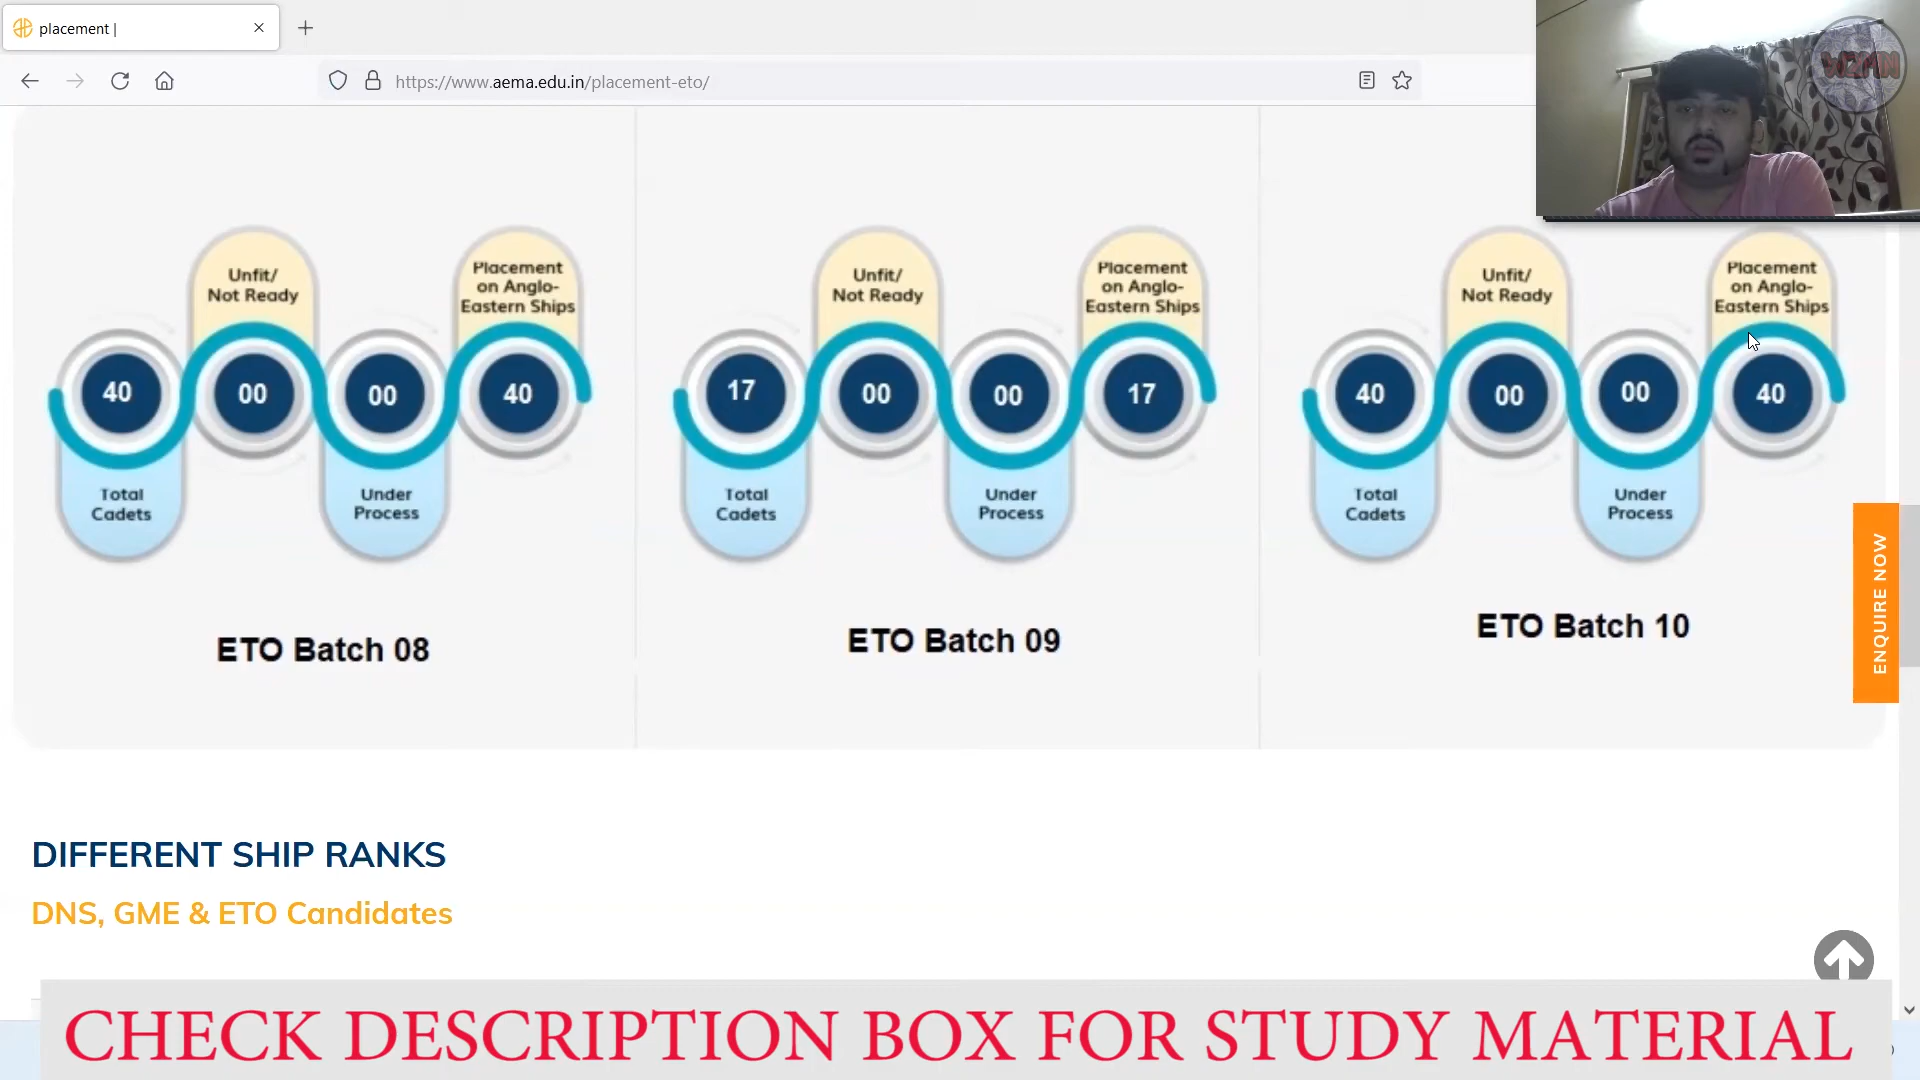 placement |
https://www.aema.edu.in/placement-eto/
WZMN
Unfit/
Not Ready
Placement
on Anglo-
Eastern Ships
40
00
00
40
Total
Cadets
Under
Process
ETO Batch 08
Unfit/
Not Ready
Placement
on Anglo-
Eastern Ships
17
00
00
17
Total
Cadets
Under
Process
ETO Batch 09
Unfit/
Not Ready
Placement
on Anglo-
Eastern Ships
40
00
00
40
Total
Cadets
Under
Process
ETO Batch 10
ENQUIRE NOW
DIFFERENT SHIP RANKS
DNS, GME & ETO Candidates
CHECK DESCRIPTION BOX FOR STUDY MATERIAL